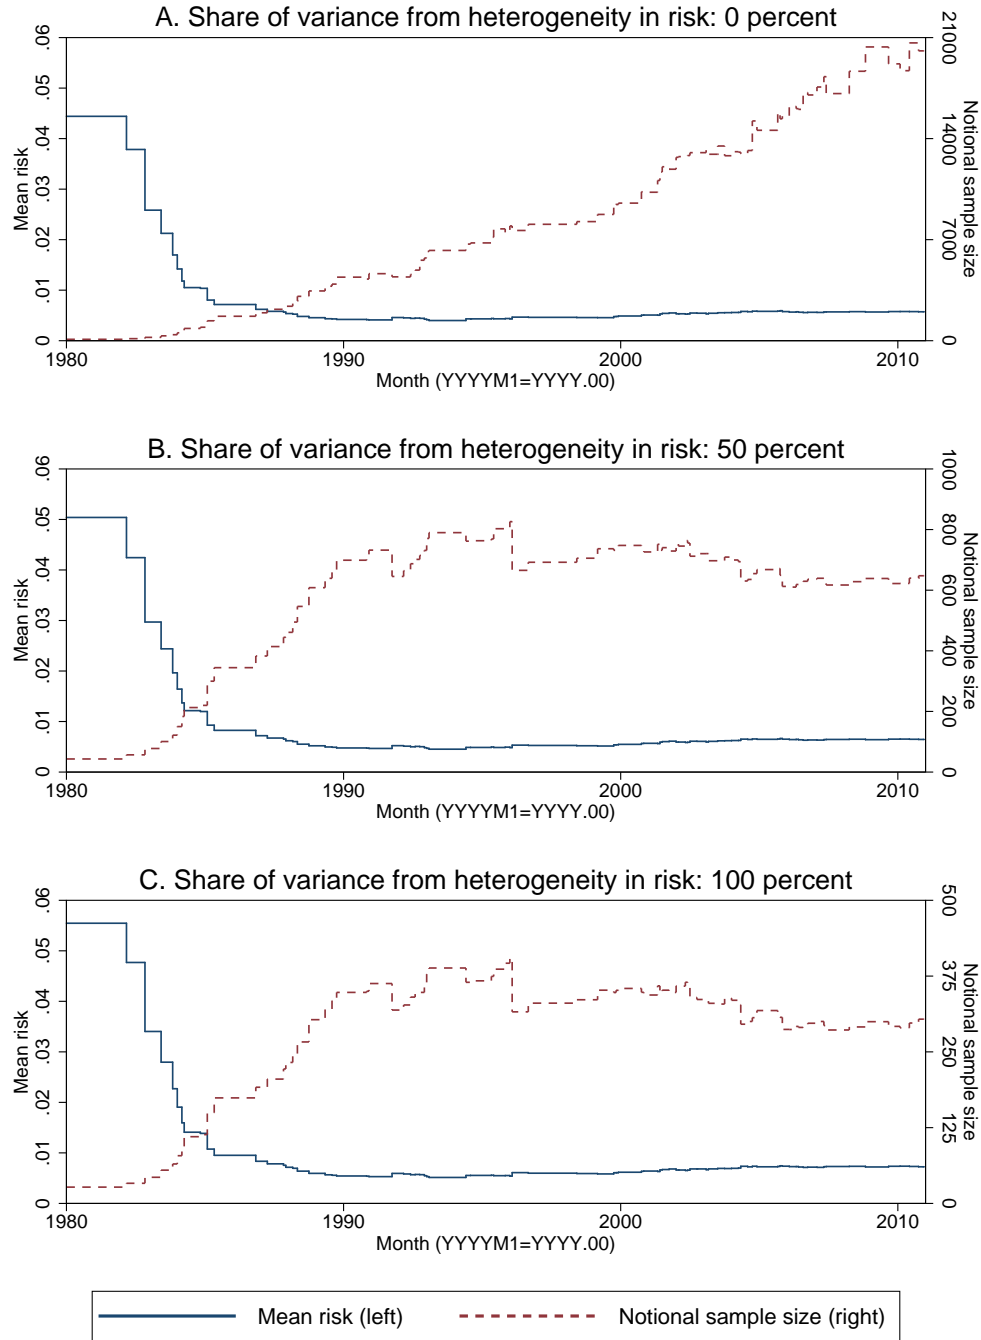 A. Share of variance from heterogeneity in risk: 0 percent
.06
.05
.04
.03
.02
.01
0
Mean risk
21000
14000
7000
0
Notional sample size
1980 1990 2000 2010
Month (YYYYM1=YYYY.00)
B. Share of variance from heterogeneity in risk: 50 percent
.06
.05
.04
.03
.02
.01
0
Mean risk
1000
800
600
400
200
0
Notional sample size
1980 1990 2000 2010
Month (YYYYM1=YYYY.00)
C. Share of variance from heterogeneity in risk: 100 percent
.06
.05
.04
.03
.02
.01
0
Mean risk
500
375
250
125
0
Notional sample size
1980 1990 2000 2010
Month (YYYYM1=YYYY.00)
Mean risk (left) Notional sample size (right)